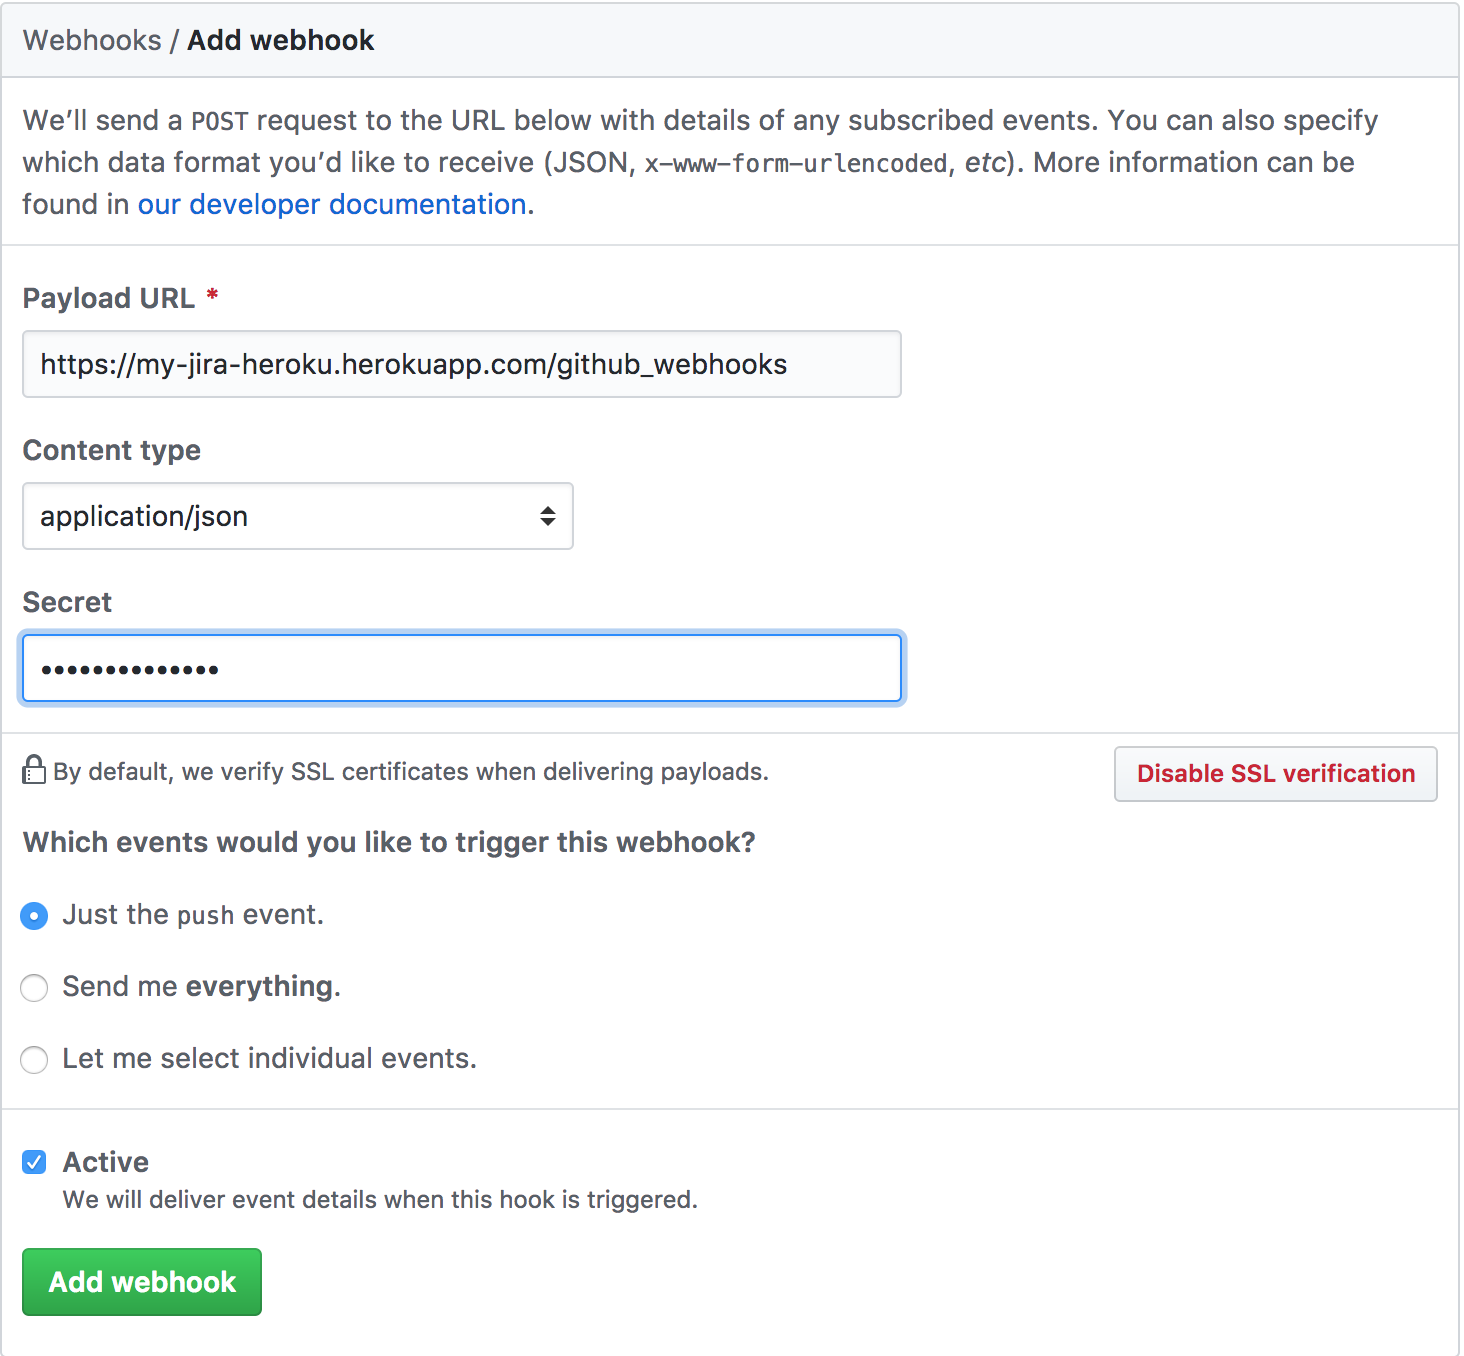 Webhooks / Add webhook
We’ll send a POST request to the URL below with details of any subscribed events. You can also specify
which data format you’d like to receive (JSON, x-www-form-urlencoded, etc). More information can be
found in our developer documentation.
Payload URL *
https://my-jira-heroku.herokuapp.com/github_webhooks
Content type
application/json
Secret
••••••••••••••
By default, we verify SSL certificates when delivering payloads.
Disable SSL verification
Which events would you like to trigger this webhook?
Just the push event.
Send me everything.
Let me select individual events.
Active
We will deliver event details when this hook is triggered.
Add webhook